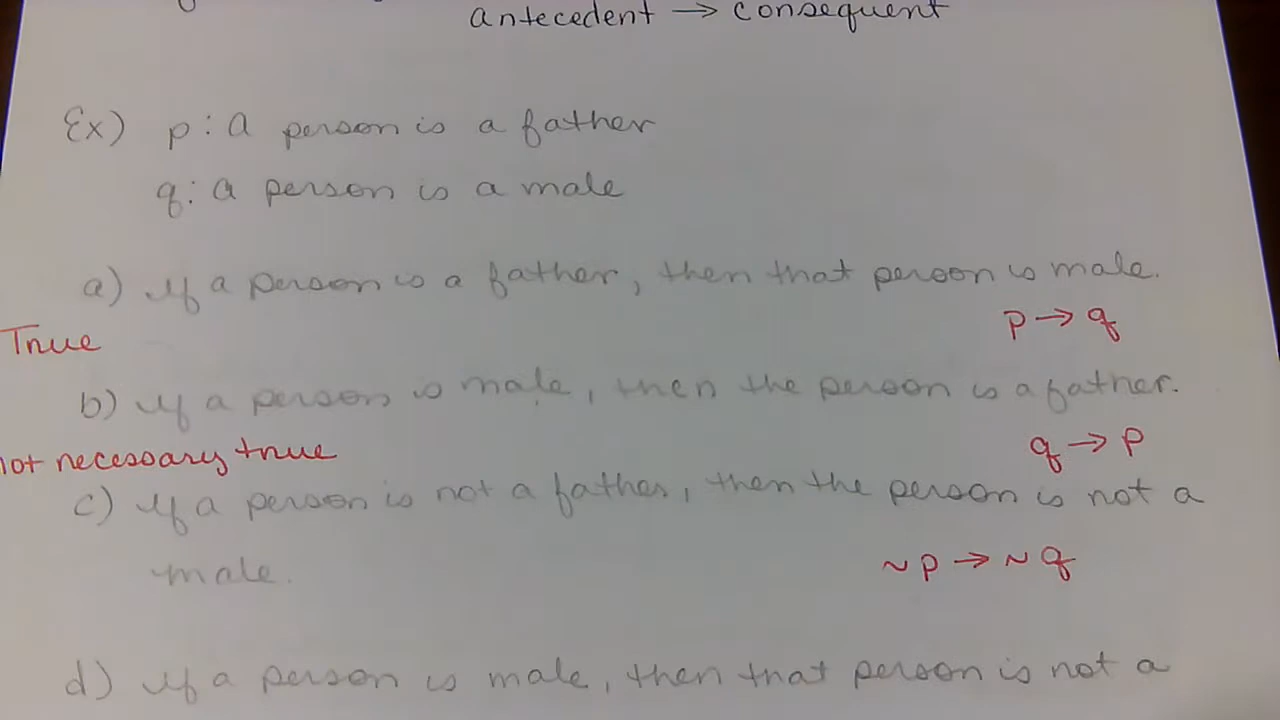 antecedent → consequent
Ex) p: a person is a father
q: a person is a male
a) If a person is a father, then that person is male.
p → q
True
b) If a person is male, then the person is a father.
q → p
not necessary true
c) If a person is not a father, then the person is not a
male.
~p → ~q
d) If a person is male, then that person is not a